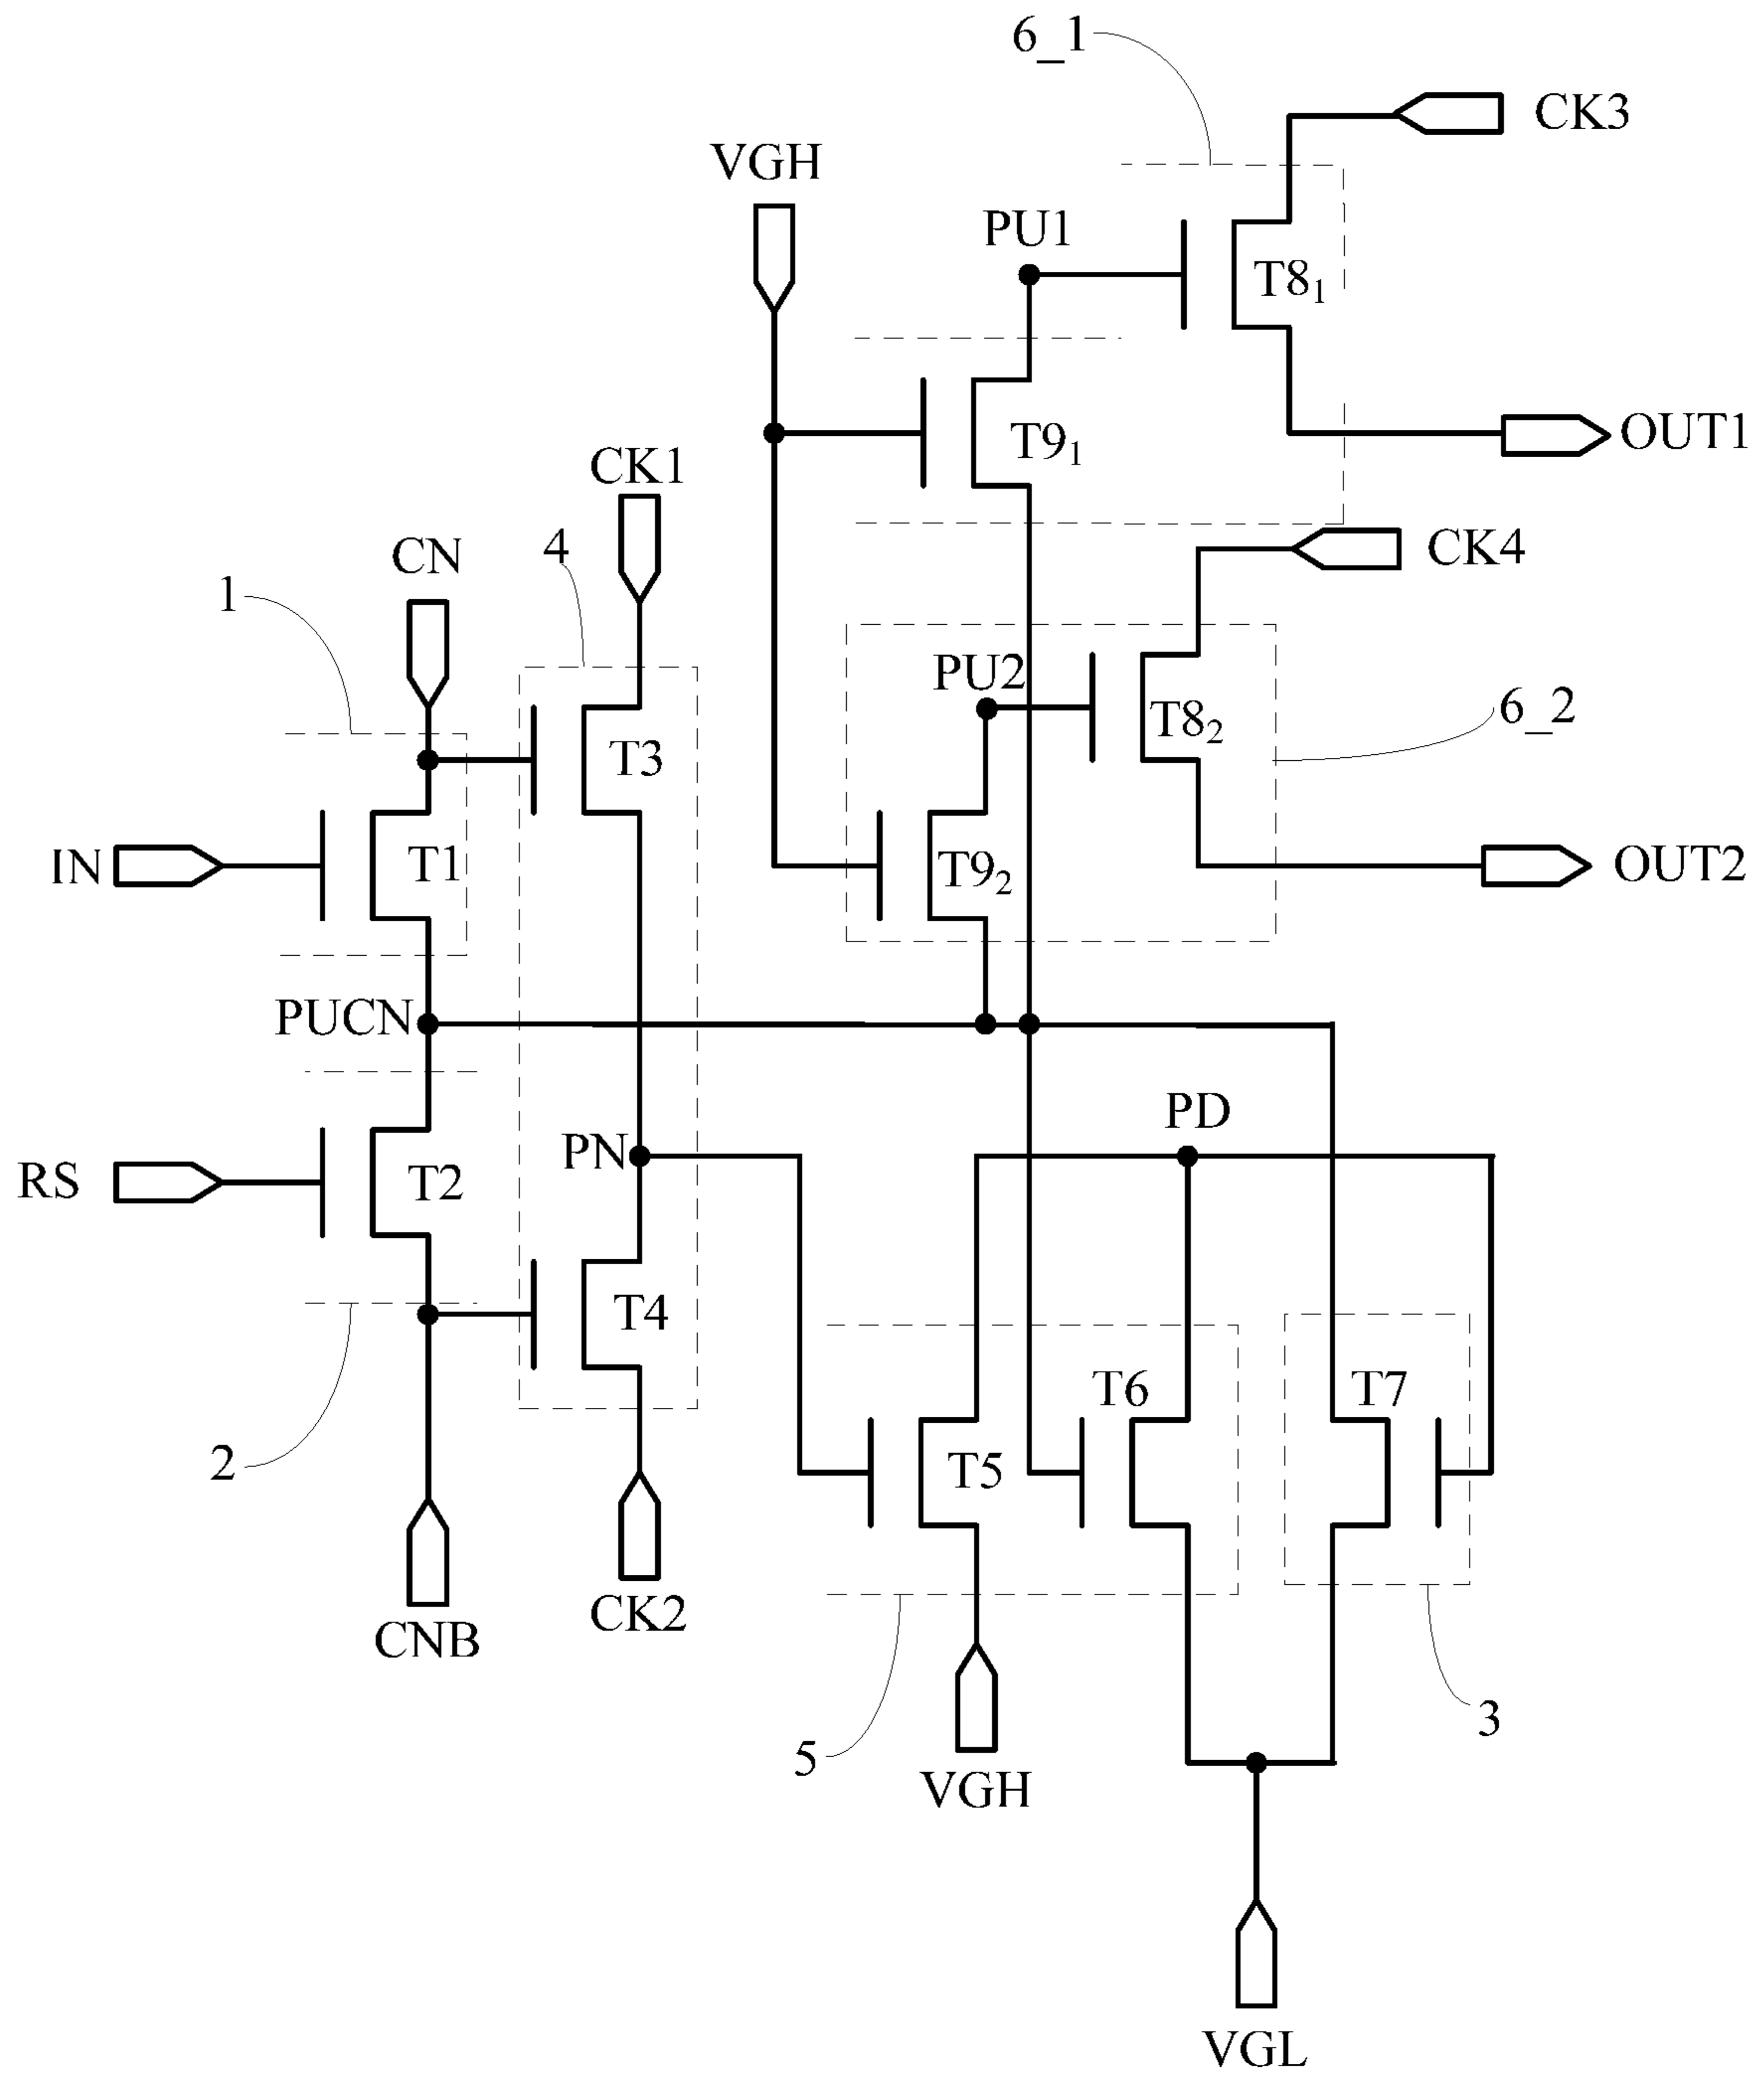 6_1
CK3
VGH
PU1
T8₁
T9₁
OUT1
CK1
CN
4
CK4
1
PU2
T8₂
6_2
T3
IN
T1
T9₂
OUT2
PUCN
PD
PN
RS
T2
T4
T6
T7
2
T5
CK2
CNB
3
5
VGH
VGL